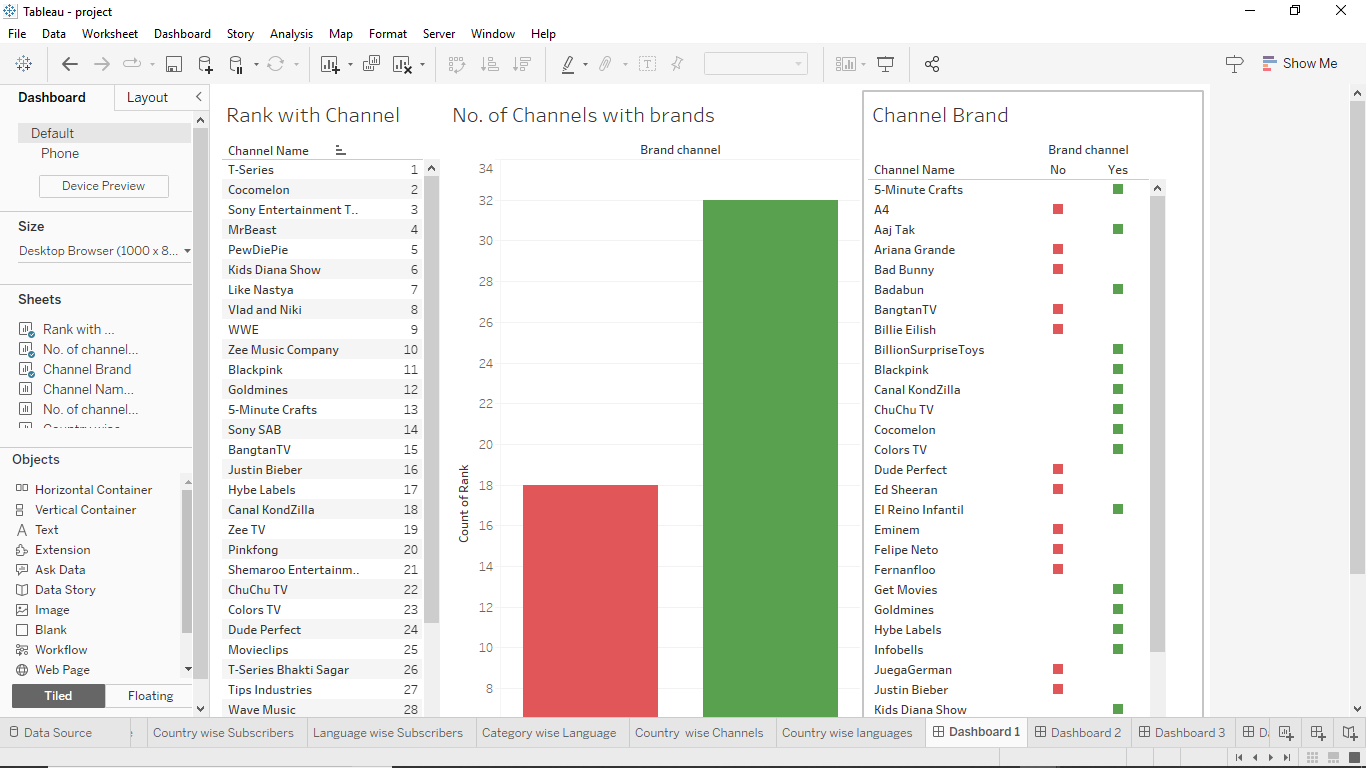 Tableau - project
File Data Worksheet Dashboard Story Analysis Map Format Server Window Help
Show Me
Dashboard Layout
Default
Phone
Device Preview
Size
Desktop Browser (1000 x 8...
Sheets
Rank with ...
No. of channel...
Channel Brand
Channel Nam...
No. of channel...
Objects
Horizontal Container
Vertical Container
Text
Extension
Ask Data
Data Story
Image
Blank
Workflow
Web Page
Tiled Floating
Rank with Channel
Channel Name
T-Series 1
Cocomelon 2
Sony Entertainment T.. 3
MrBeast 4
PewDiePie 5
Kids Diana Show 6
Like Nastya 7
Vlad and Niki 8
WWE 9
Zee Music Company 10
Blackpink 11
Goldmines 12
5-Minute Crafts 13
Sony SAB 14
BangtanTV 15
Justin Bieber 16
Hybe Labels 17
Canal KondZilla 18
Zee TV 19
Pinkfong 20
Shemaroo Entertainm.. 21
ChuChu TV 22
Colors TV 23
Dude Perfect 24
Movieclips 25
T-Series Bhakti Sagar 26
Tips Industries 27
Wave Music 28
No. of Channels with brands
Brand channel
34
32
30
28
26
24
22
20
18
16
14
12
10
8
Count of Rank
Channel Brand
Brand channel
Channel Name No Yes
5-Minute Crafts
A4
Aaj Tak
Ariana Grande
Bad Bunny
Badabun
BangtanTV
Billie Eilish
BillionSurpriseToys
Blackpink
Canal KondZilla
ChuChu TV
Cocomelon
Colors TV
Dude Perfect
Ed Sheeran
El Reino Infantil
Eminem
Felipe Neto
Fernanfloo
Get Movies
Goldmines
Hybe Labels
Infobells
JuegaGerman
Justin Bieber
Kids Diana Show
Data Source Country wise Subscribers Language wise Subscribers Category wise Language Country wise Channels Country wise languages Dashboard 1 Dashboard 2 Dashboard 3